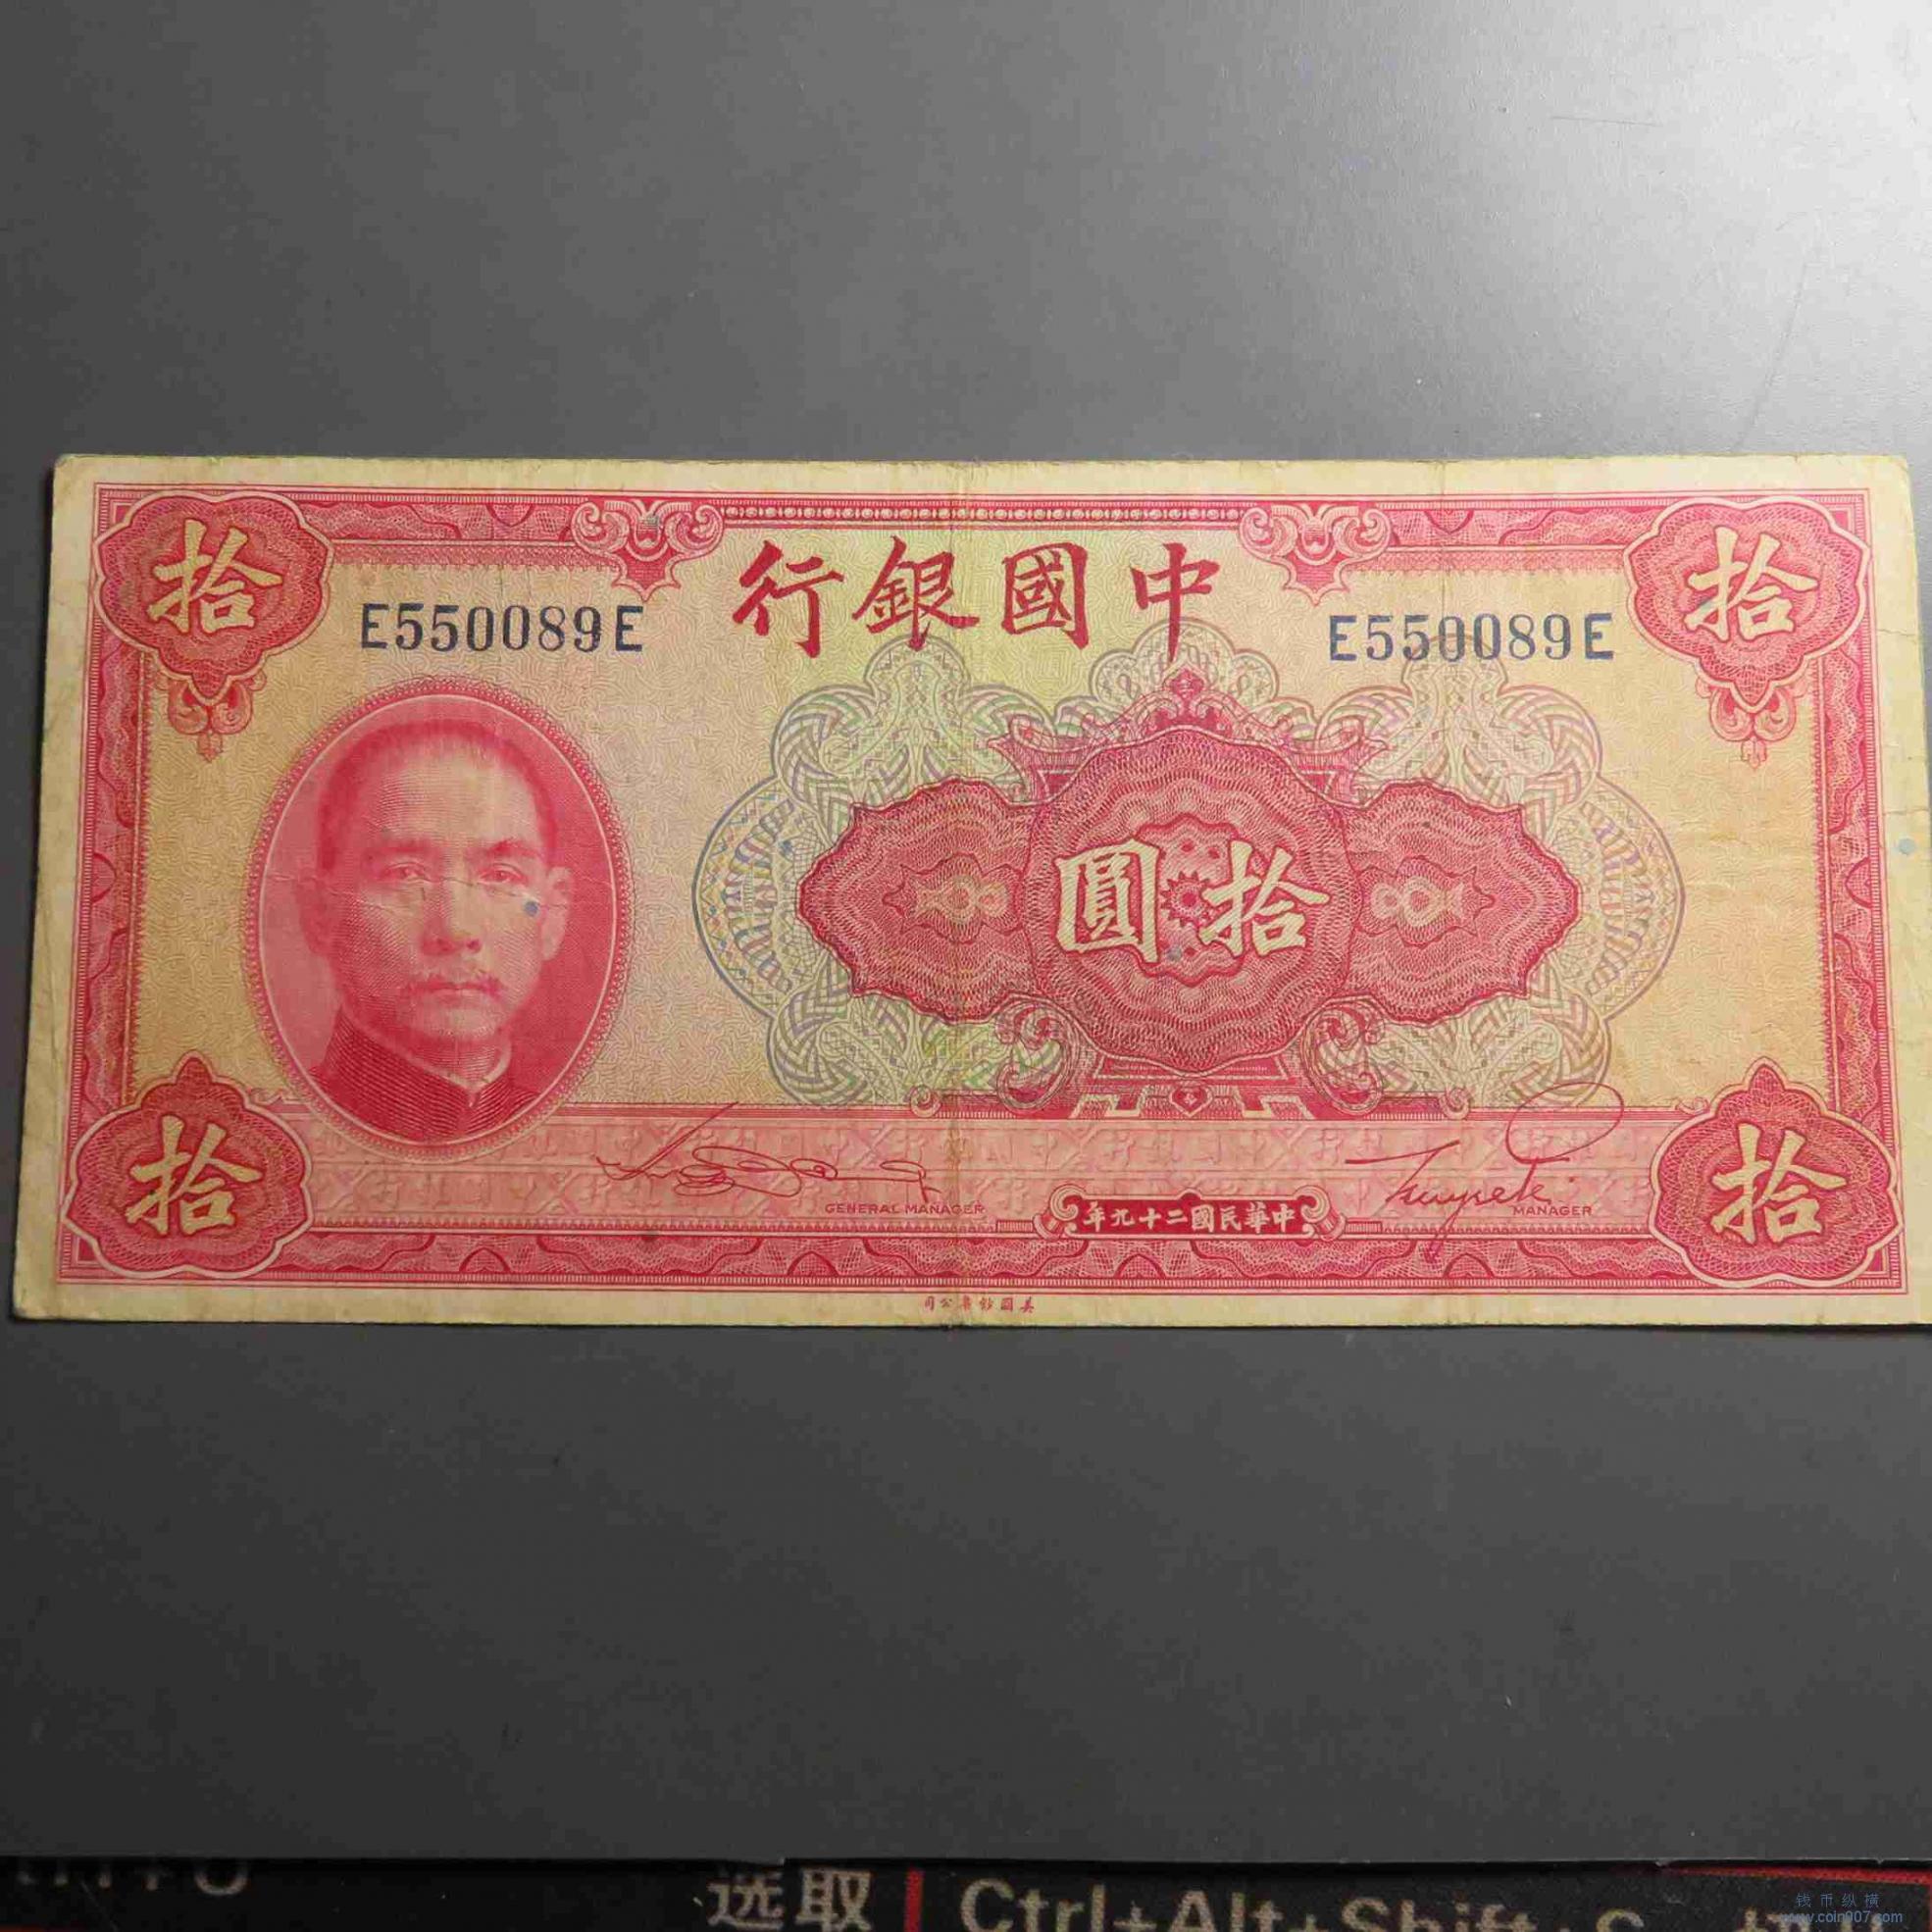 中國銀行
拾
拾
E550089E
E550089E
拾圓
GENERAL MANAGER
中華民國二十九年
MANAGER
拾
拾
美國鈔票公司
选取
Ctrl+Alt+Shift+
钱币纵横
www.coin907.com